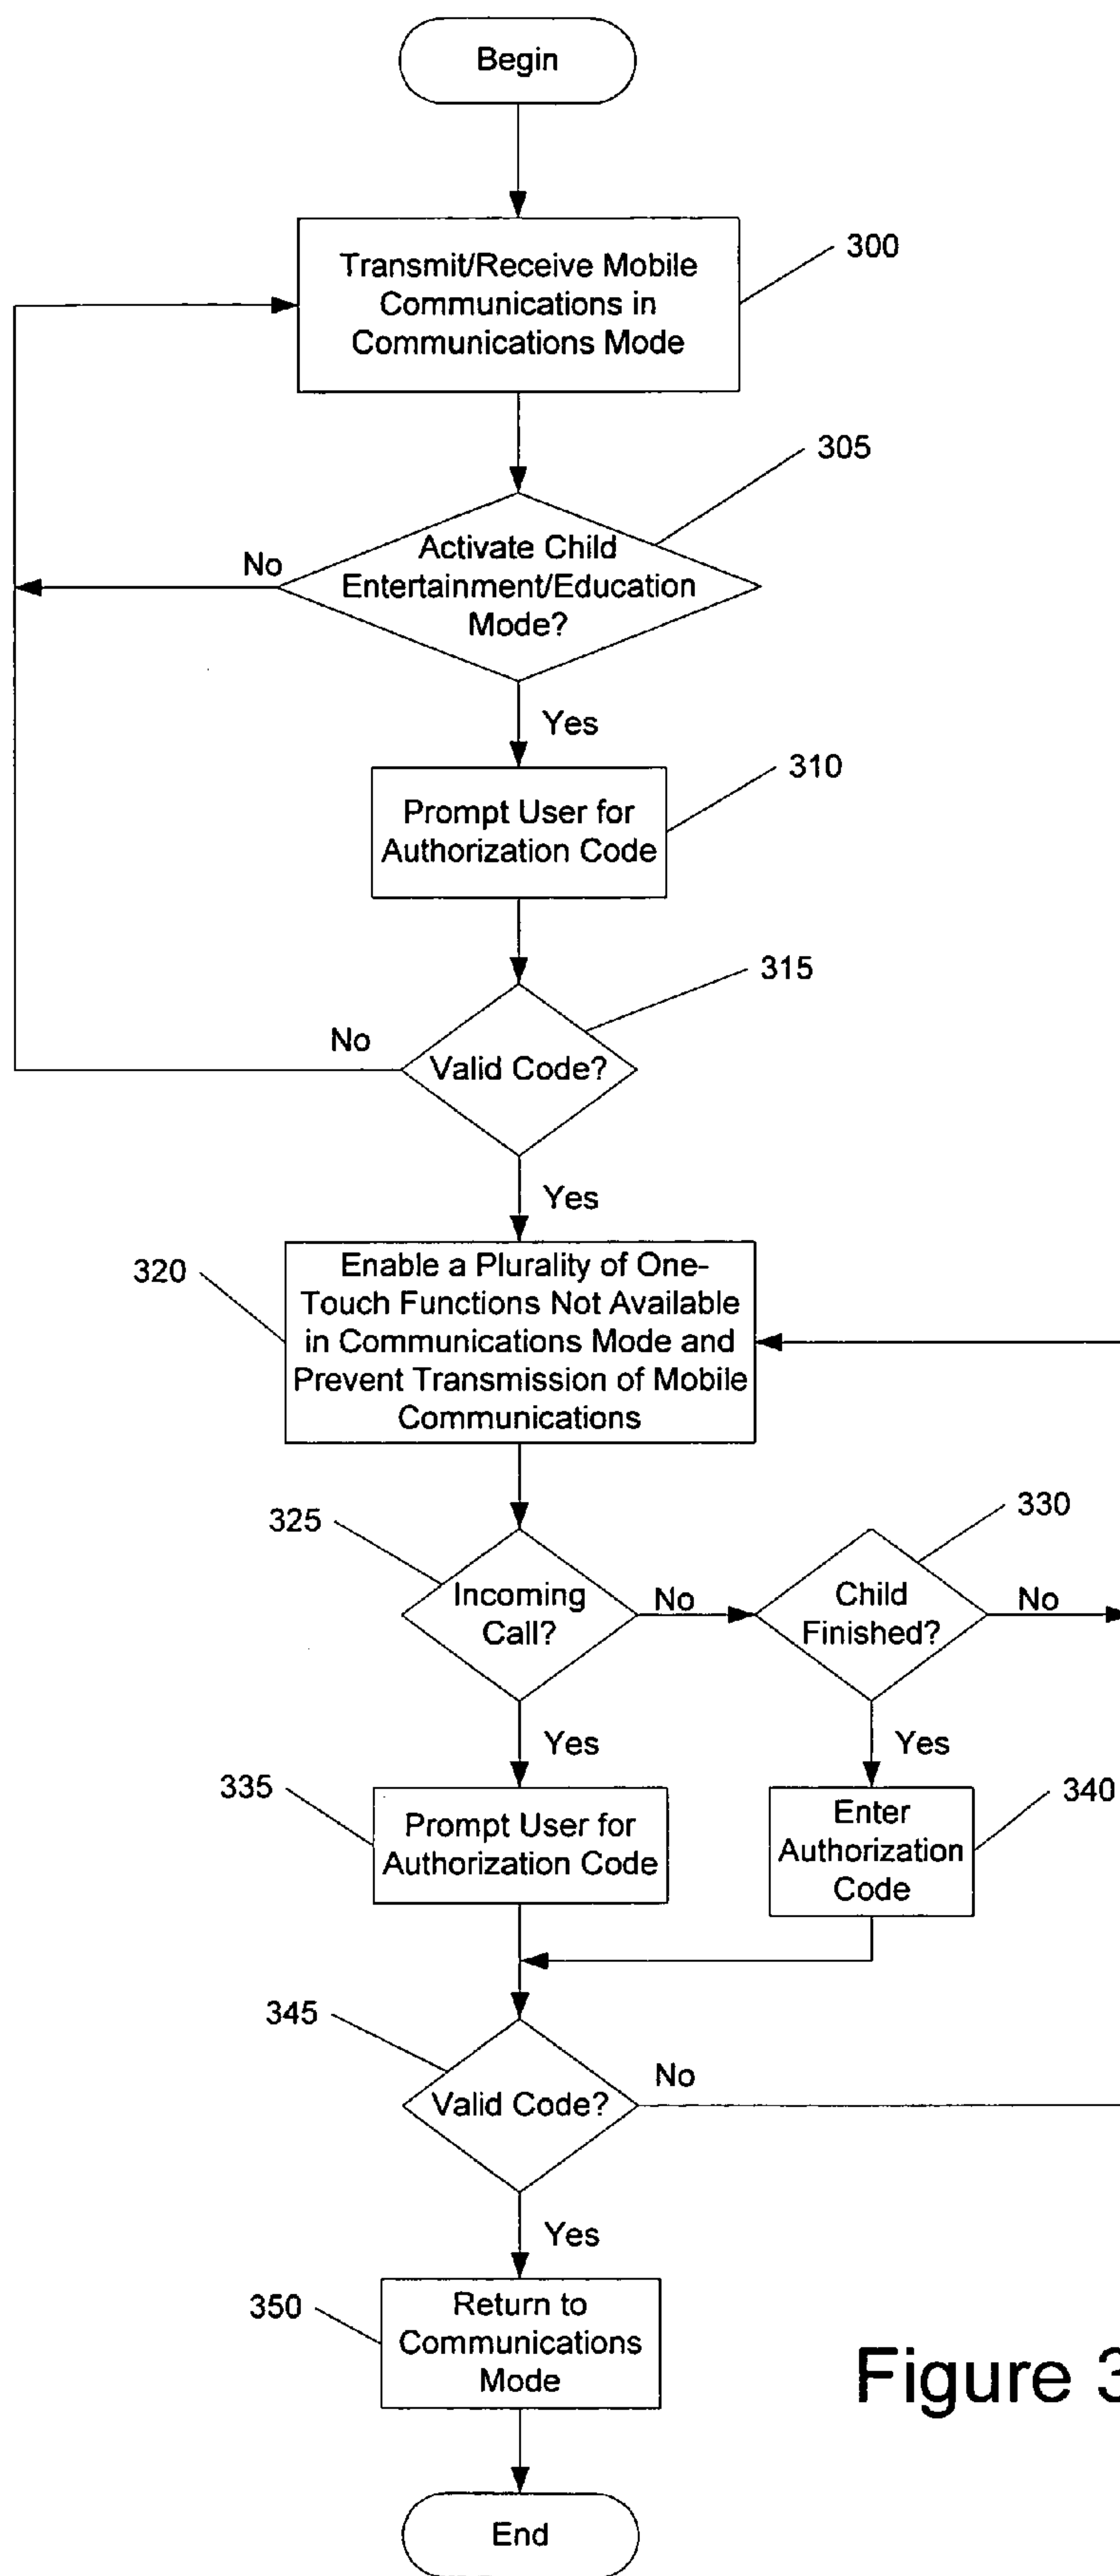 Begin
Transmit/Receive Mobile
Communications in
Communications Mode
300
305
Activate Child
Entertainment/Education
Mode?
No
Yes
310
Prompt User for
Authorization Code
315
No
Valid Code?
Yes
320
Enable a Plurality of One-
Touch Functions Not Available
in Communications Mode and
Prevent Transmission of Mobile
Communications
325
330
Incoming
Call?
No
Child
Finished?
No
Yes
Yes
335
Prompt User for
Authorization Code
340
Enter
Authorization
Code
345
Valid Code?
No
Yes
350
Return to
Communications
Mode
Figure 3
End